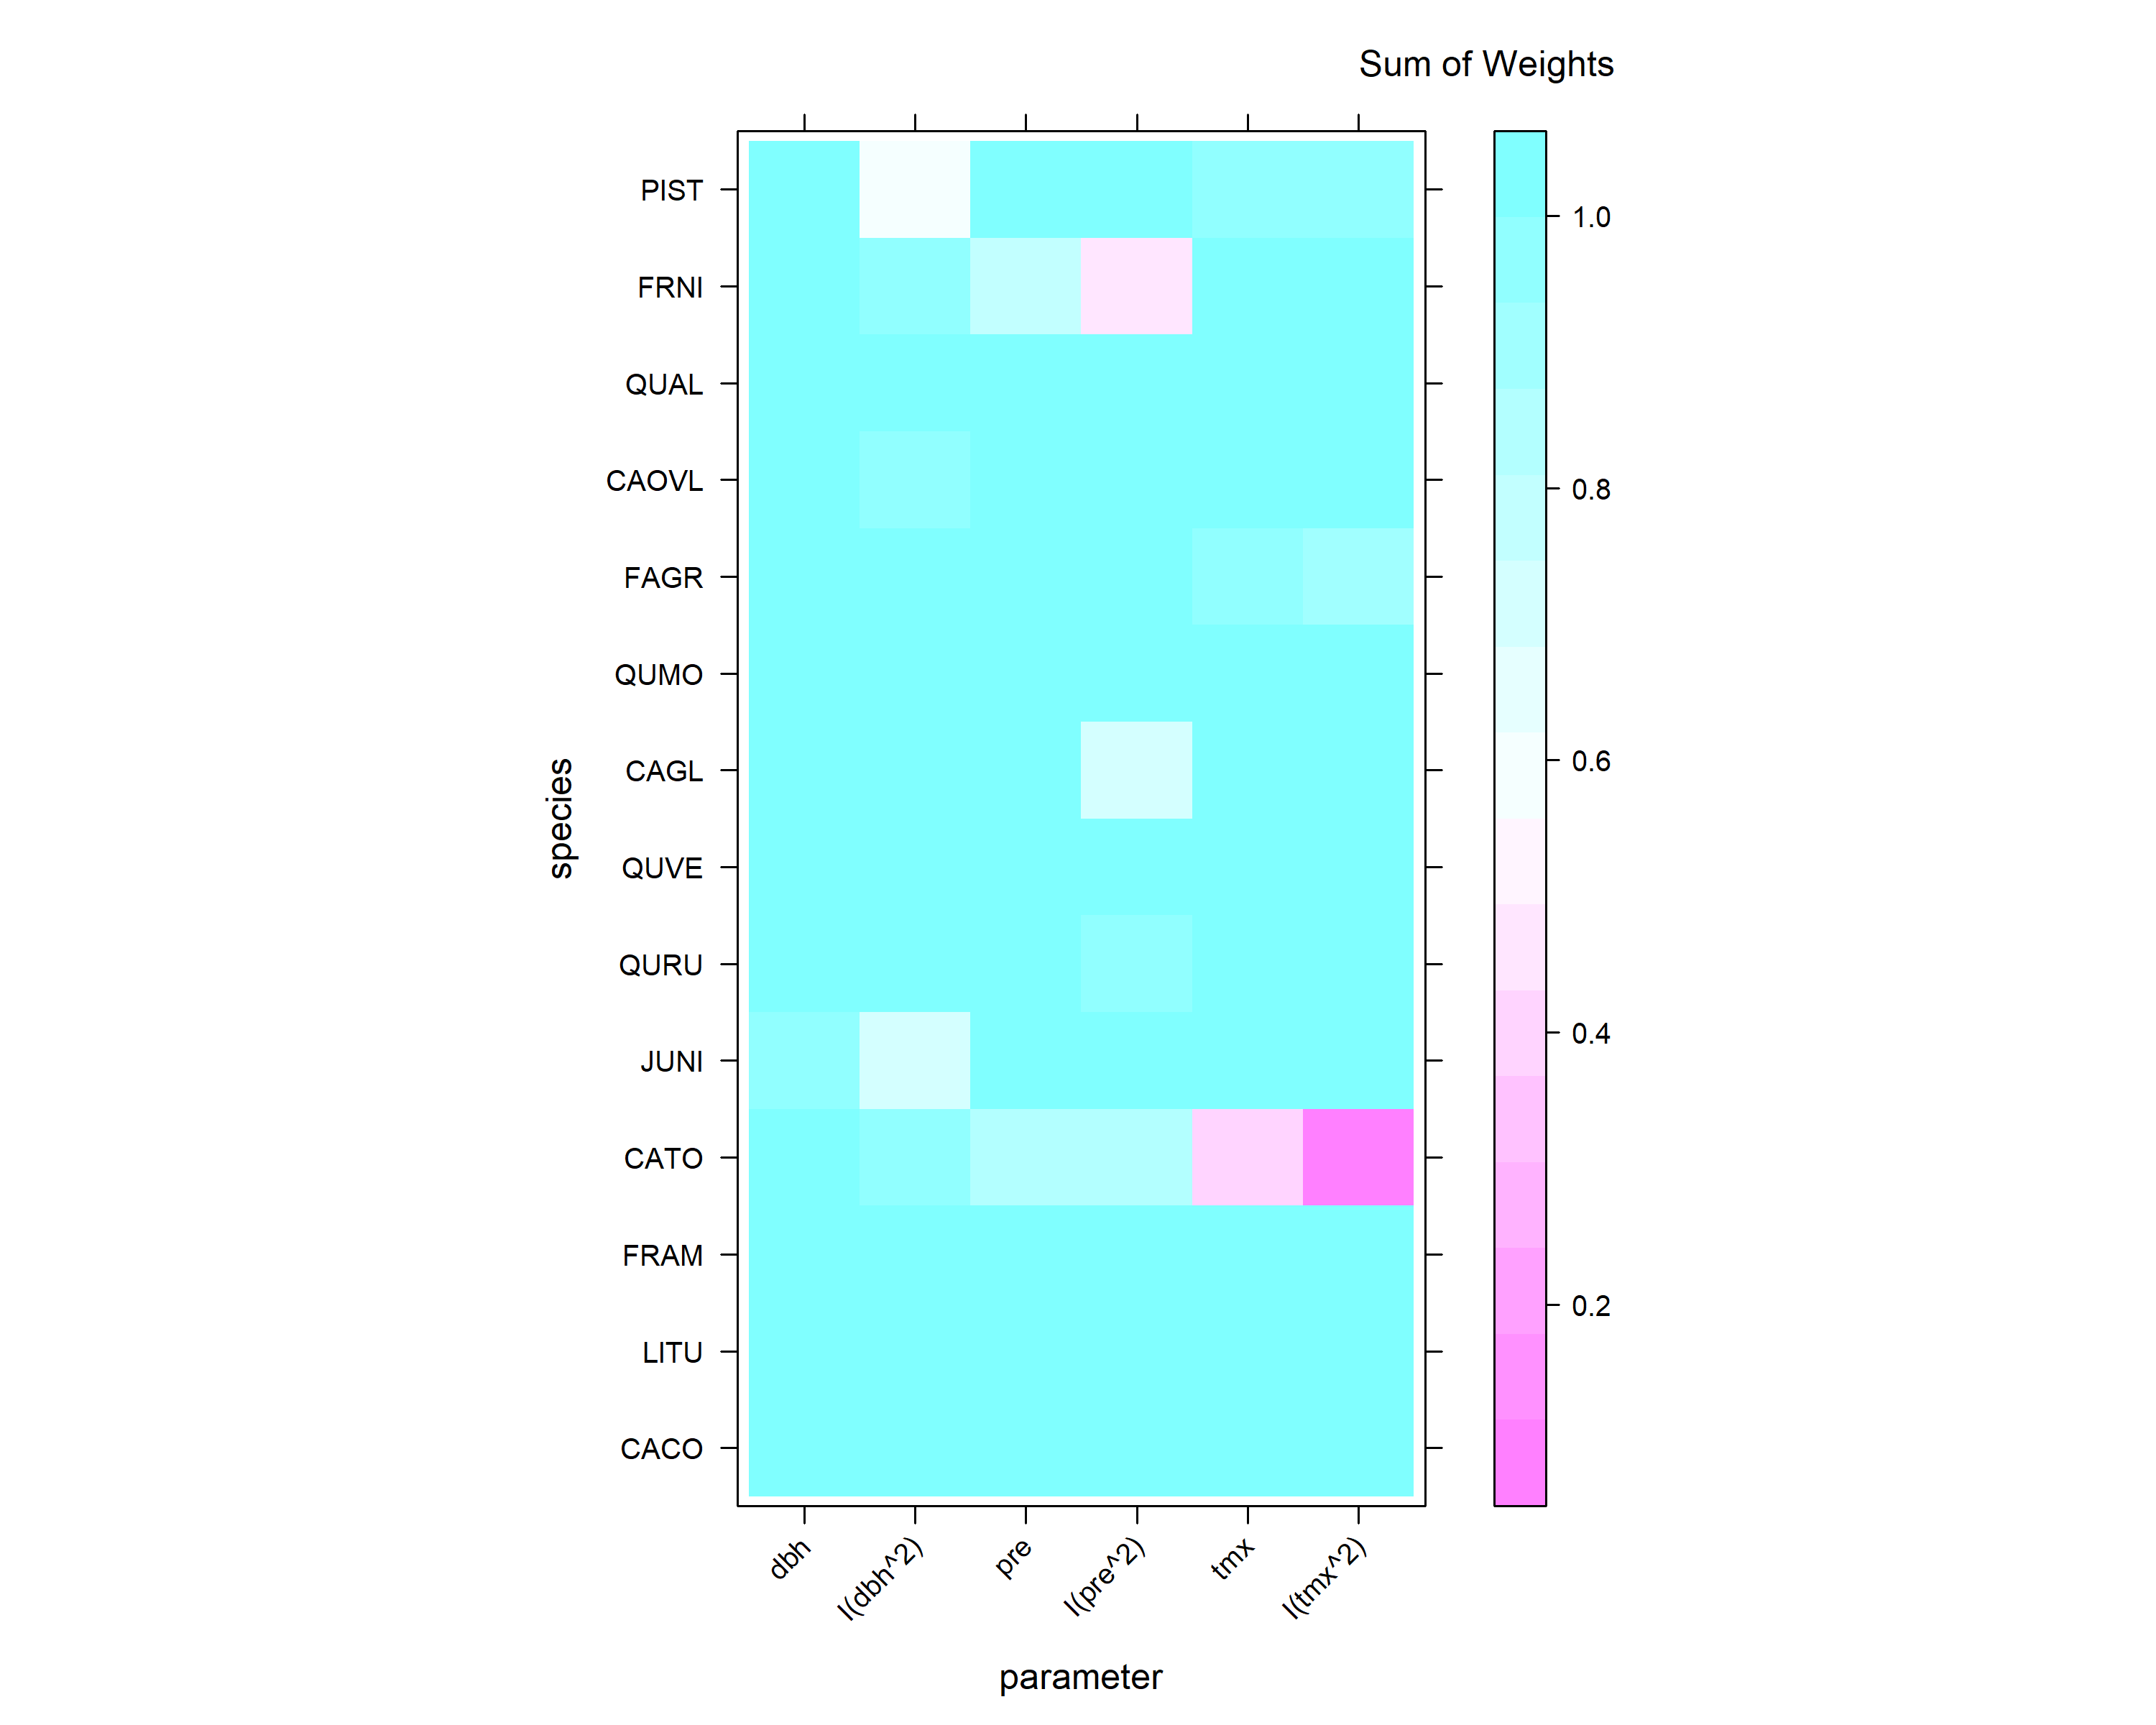 Sum of Weights
PIST
FRNI
QUAL
CAOVL
FAGR
QUMO
CAGL
QUVE
QURU
JUNI
CATO
FRAM
LITU
CACO
species
1.0
0.8
0.6
0.4
0.2
dbh
I(dbh^2)
pre
I(pre^2)
tmx
I(tmx^2)
parameter